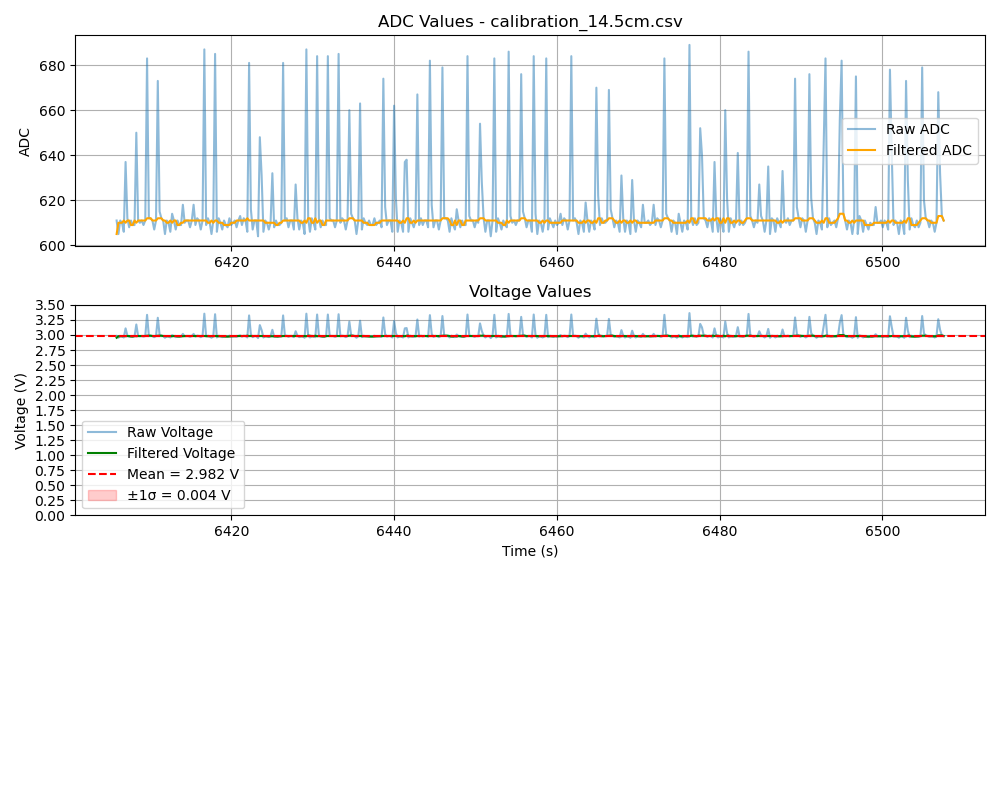 ADC Values - calibration_14.5cm.csv
680
660
640
620
600
ADC
Raw ADC
Filtered ADC
6420 6440 6460 6480 6500
Voltage Values
3.50
3.25
3.00
2.75
2.50
2.25
2.00
1.75
1.50
1.25
1.00
0.75
0.50
0.25
0.00
Voltage (V)
Raw Voltage
Filtered Voltage
Mean = 2.982 V
±1σ = 0.004 V
6420 6440 6460 6480 6500
Time (s)